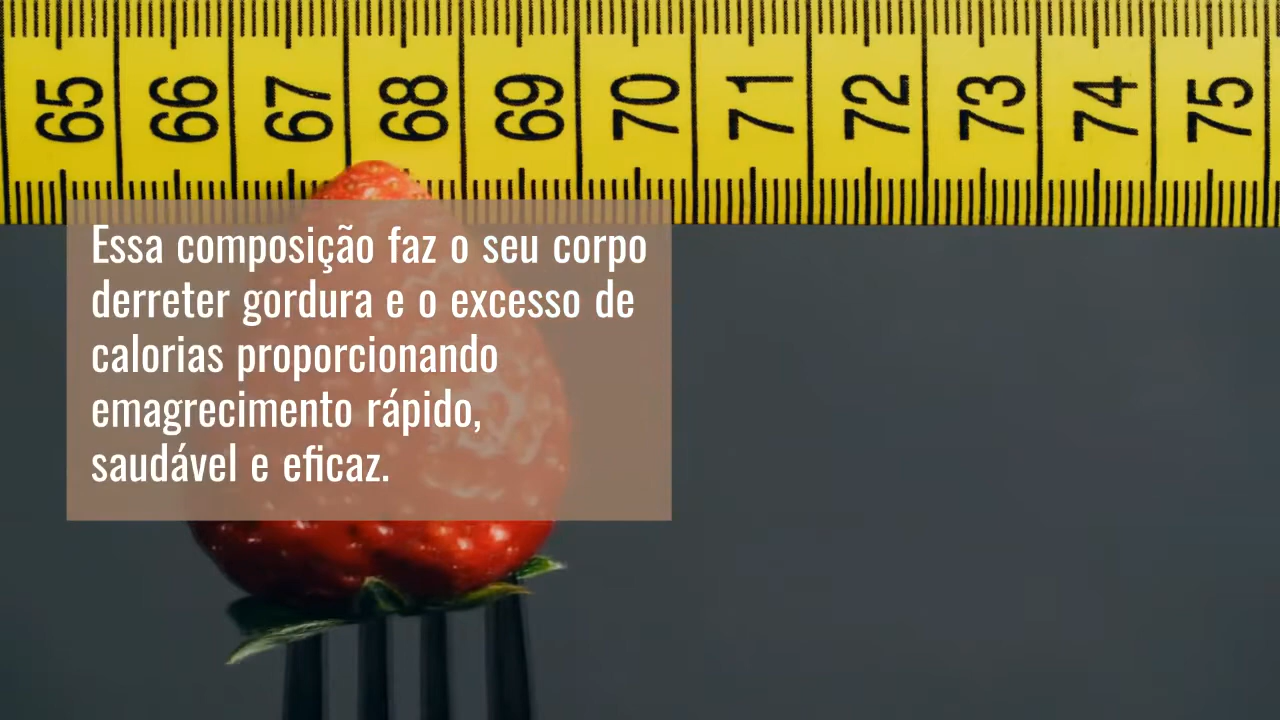 65 66 67 68 69 70 71 72 73 74 75
Essa composição faz o seu corpo
derreter gordura e o excesso de
calorias proporcionando
emagrecimento rápido,
saudável e eficaz.